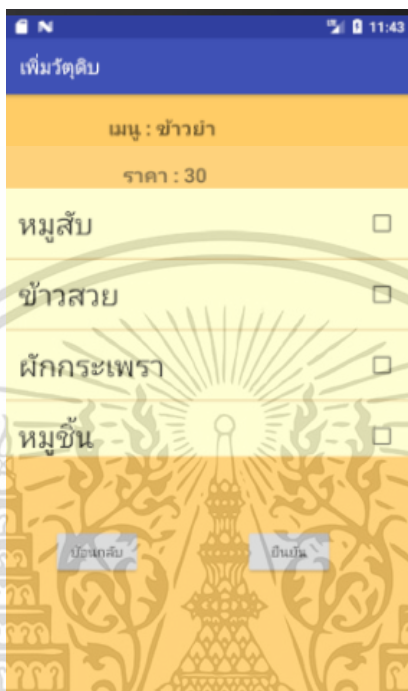 11:43
เพิ่มวัตุดิบ
เมนู : ข้าวยำ
ราคา : 30
หมูสับ
ข้าวสวย
ผักกระเพรา
หมูชิ้น
ย้อนกลับ
ยืนยัน